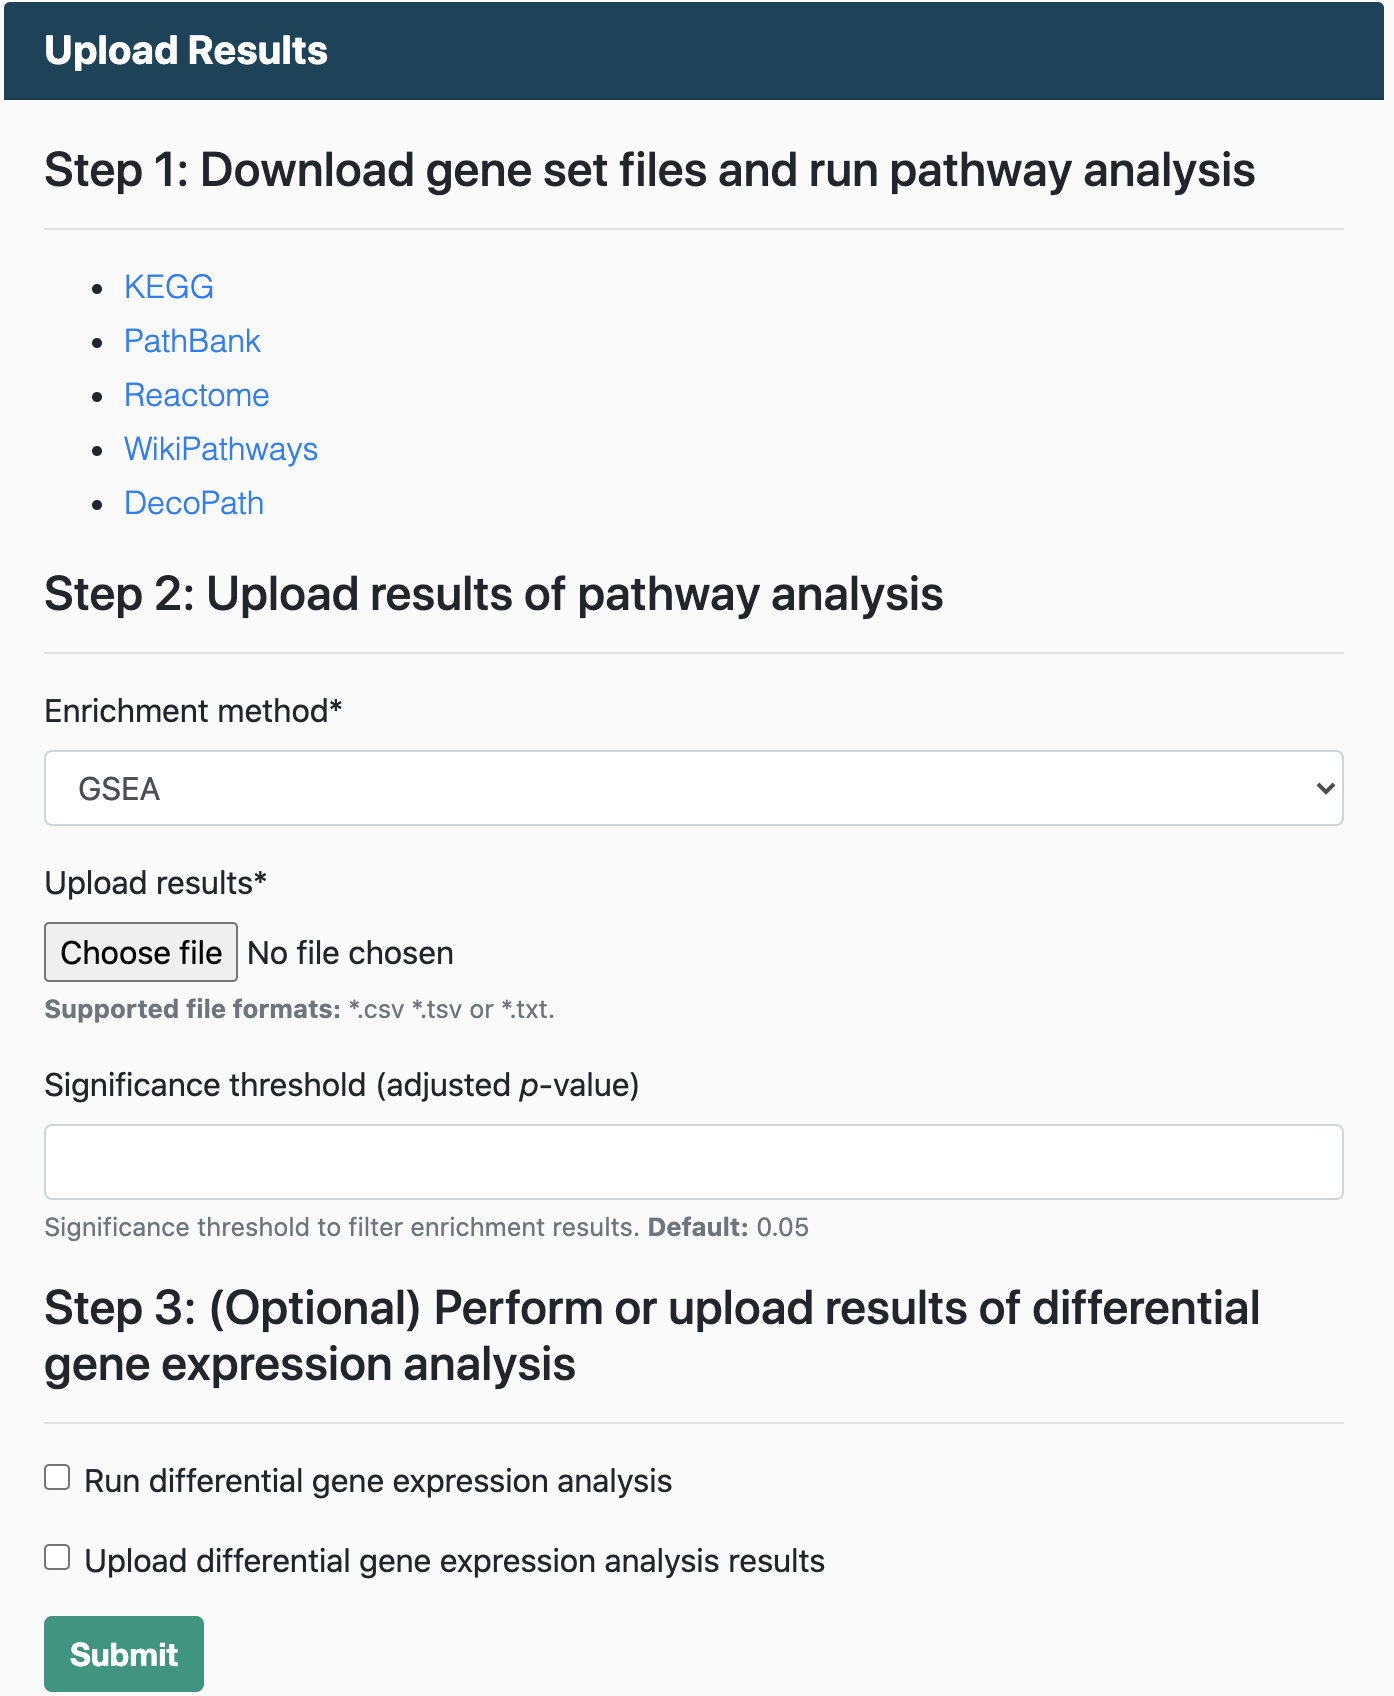 Upload Results
Step 1: Download gene set files and run pathway analysis
KEGG
PathBank
Reactome
WikiPathways
DecoPath
Step 2: Upload results of pathway analysis
Enrichment method*
GSEA
Upload results*
Choose file No file chosen
Supported file formats: *.csv *.tsv or *.txt.
Significance threshold (adjusted p-value)
Significance threshold to filter enrichment results. Default: 0.05
Step 3: (Optional) Perform or upload results of differential
gene expression analysis
Run differential gene expression analysis
Upload differential gene expression analysis results
Submit